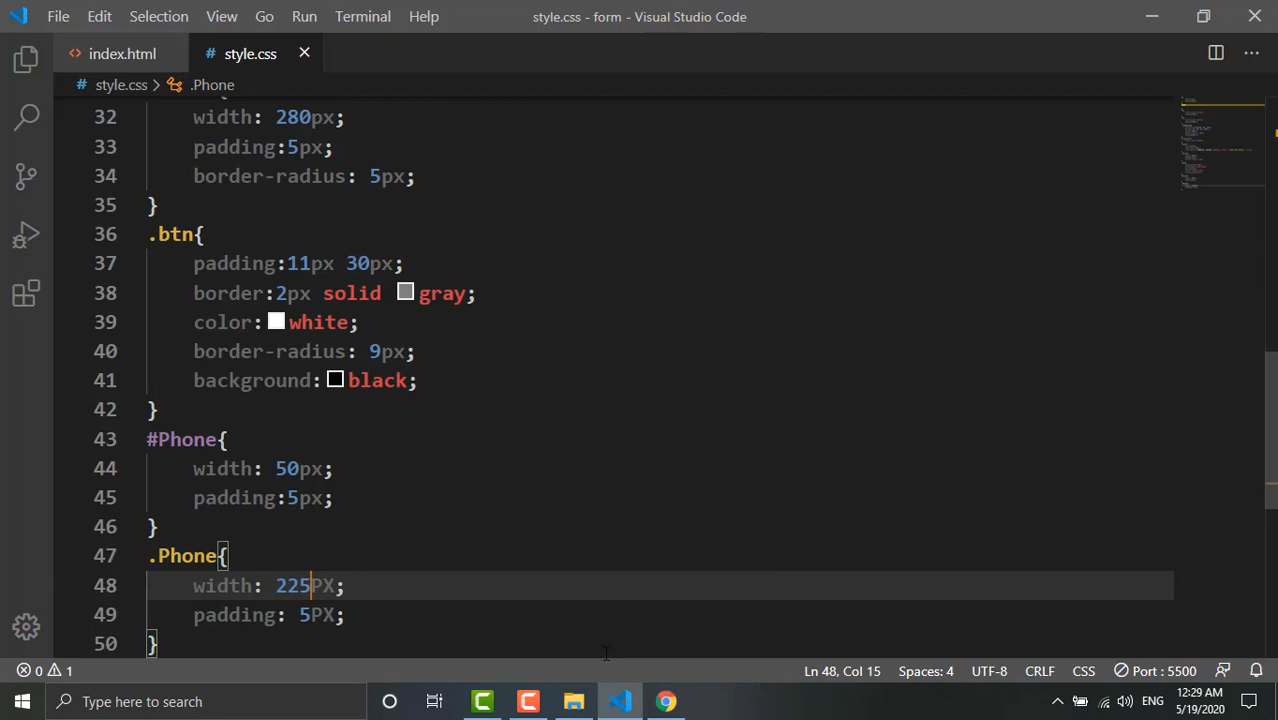 File Edit Selection View Go Run Terminal Help style.css - form - Visual Studio Code
index.html style.css
style.css .Phone
32 width: 280px;
33 padding:5px;
34 border-radius: 5px;
35 }
36 .btn{
37 padding:11px 30px;
38 border:2px solid gray;
39 color: white;
40 border-radius: 9px;
41 background: black;
42 }
43 #Phone{
44 width: 50px;
45 padding:5px;
46 }
47 .Phone{
48 width: 225PX;
49 padding: 5PX;
50 }
0 1 Ln 48, Col 15 Spaces: 4 UTF-8 CRLF CSS Port : 5500
Type here to search
ENG
12:29 AM
5/19/2020